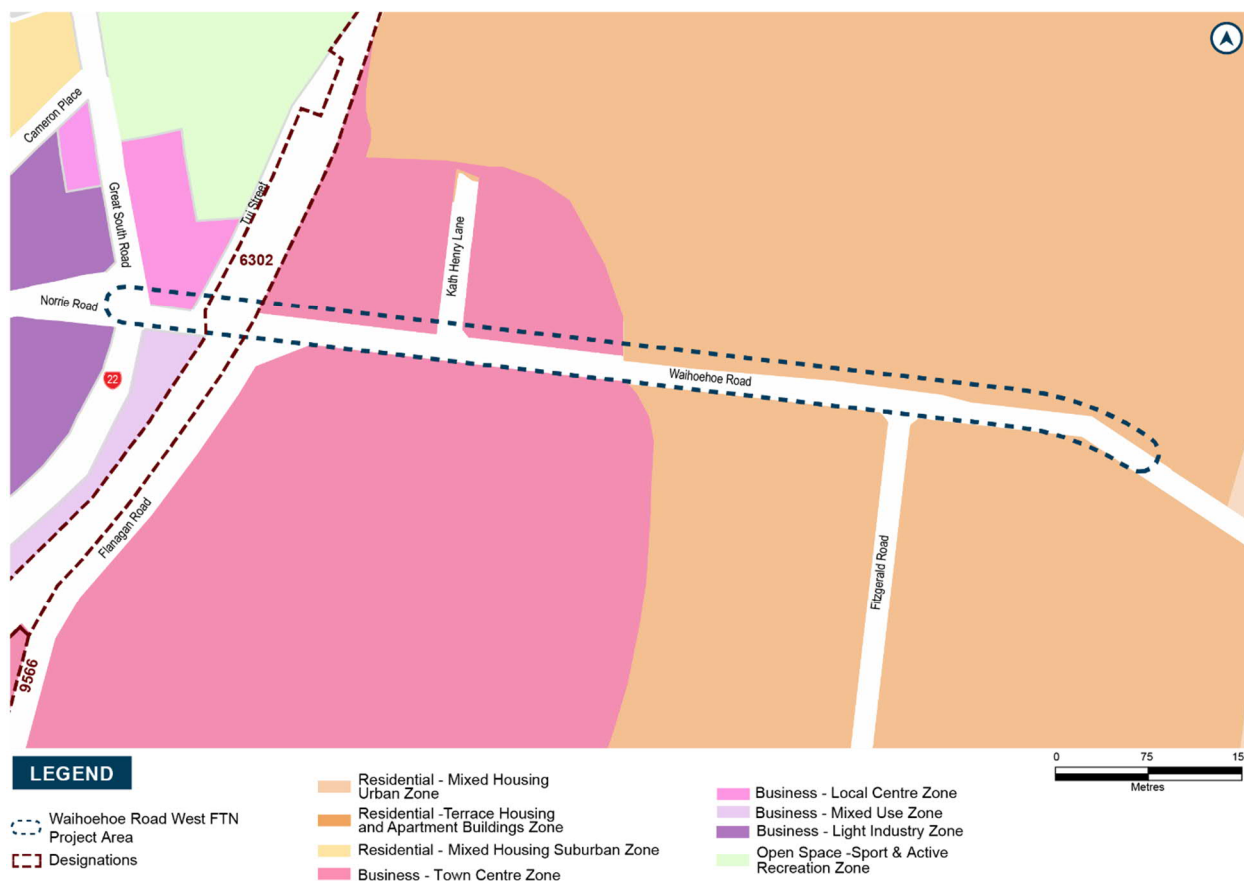 Cameron Place
Great South Road
Tui Street
6302
Kath Henry Lane
Norrie Road
Waihoehoe Road
22
Flanagan Road
Fitzgerald Road
9566
LEGEND
Waihoehoe Road West FTN
Project Area
Designations
Residential - Mixed Housing
Urban Zone
Residential -Terrace Housing
and Apartment Buildings Zone
Residential - Mixed Housing Suburban Zone
Business - Town Centre Zone
Business - Local Centre Zone
Business - Mixed Use Zone
Business - Light Industry Zone
Open Space -Sport & Active
Recreation Zone
0 75 15
Metres